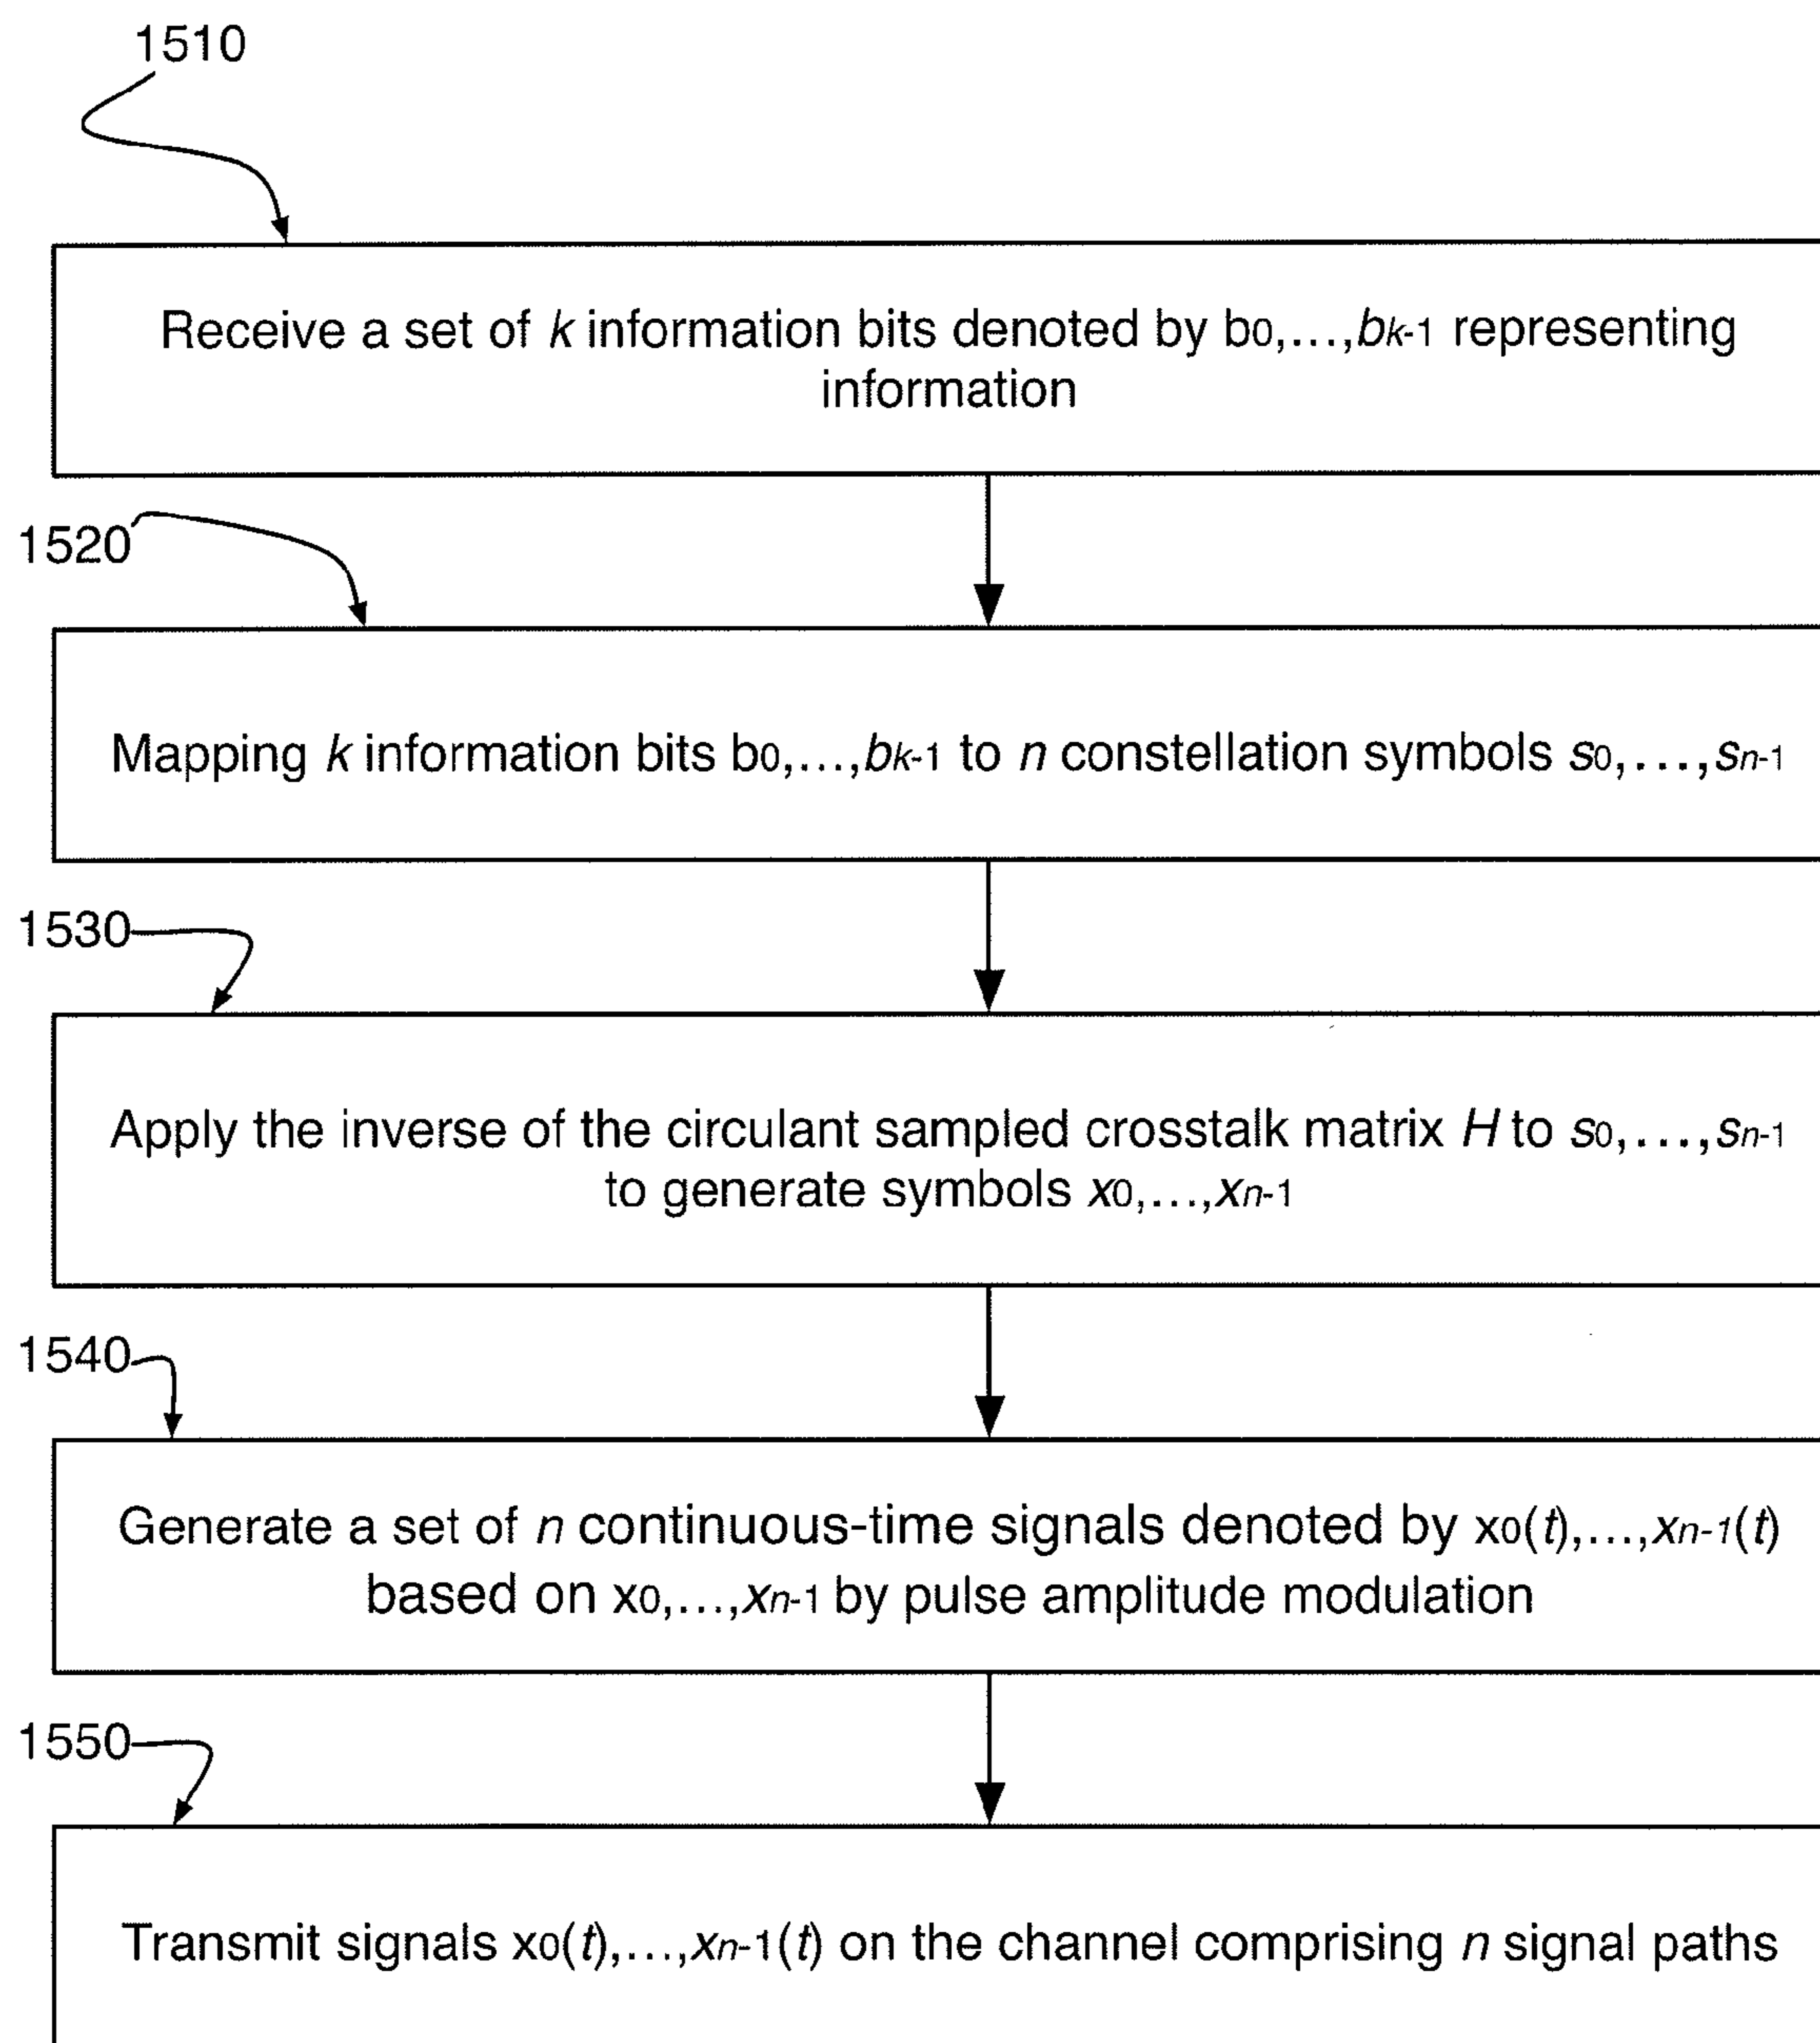 1510
Receive a set of k information bits denoted by b0,...,bk-1 representing
information
1520
Mapping k information bits b0,...,bk-1 to n constellation symbols s0,...,sn-1
1530
Apply the inverse of the circulant sampled crosstalk matrix H to s0,...,sn-1
to generate symbols x0,...,xn-1
1540
Generate a set of n continuous-time signals denoted by x0(t),...,xn-1(t)
based on x0,...,xn-1 by pulse amplitude modulation
1550
Transmit signals x0(t),...,xn-1(t) on the channel comprising n signal paths